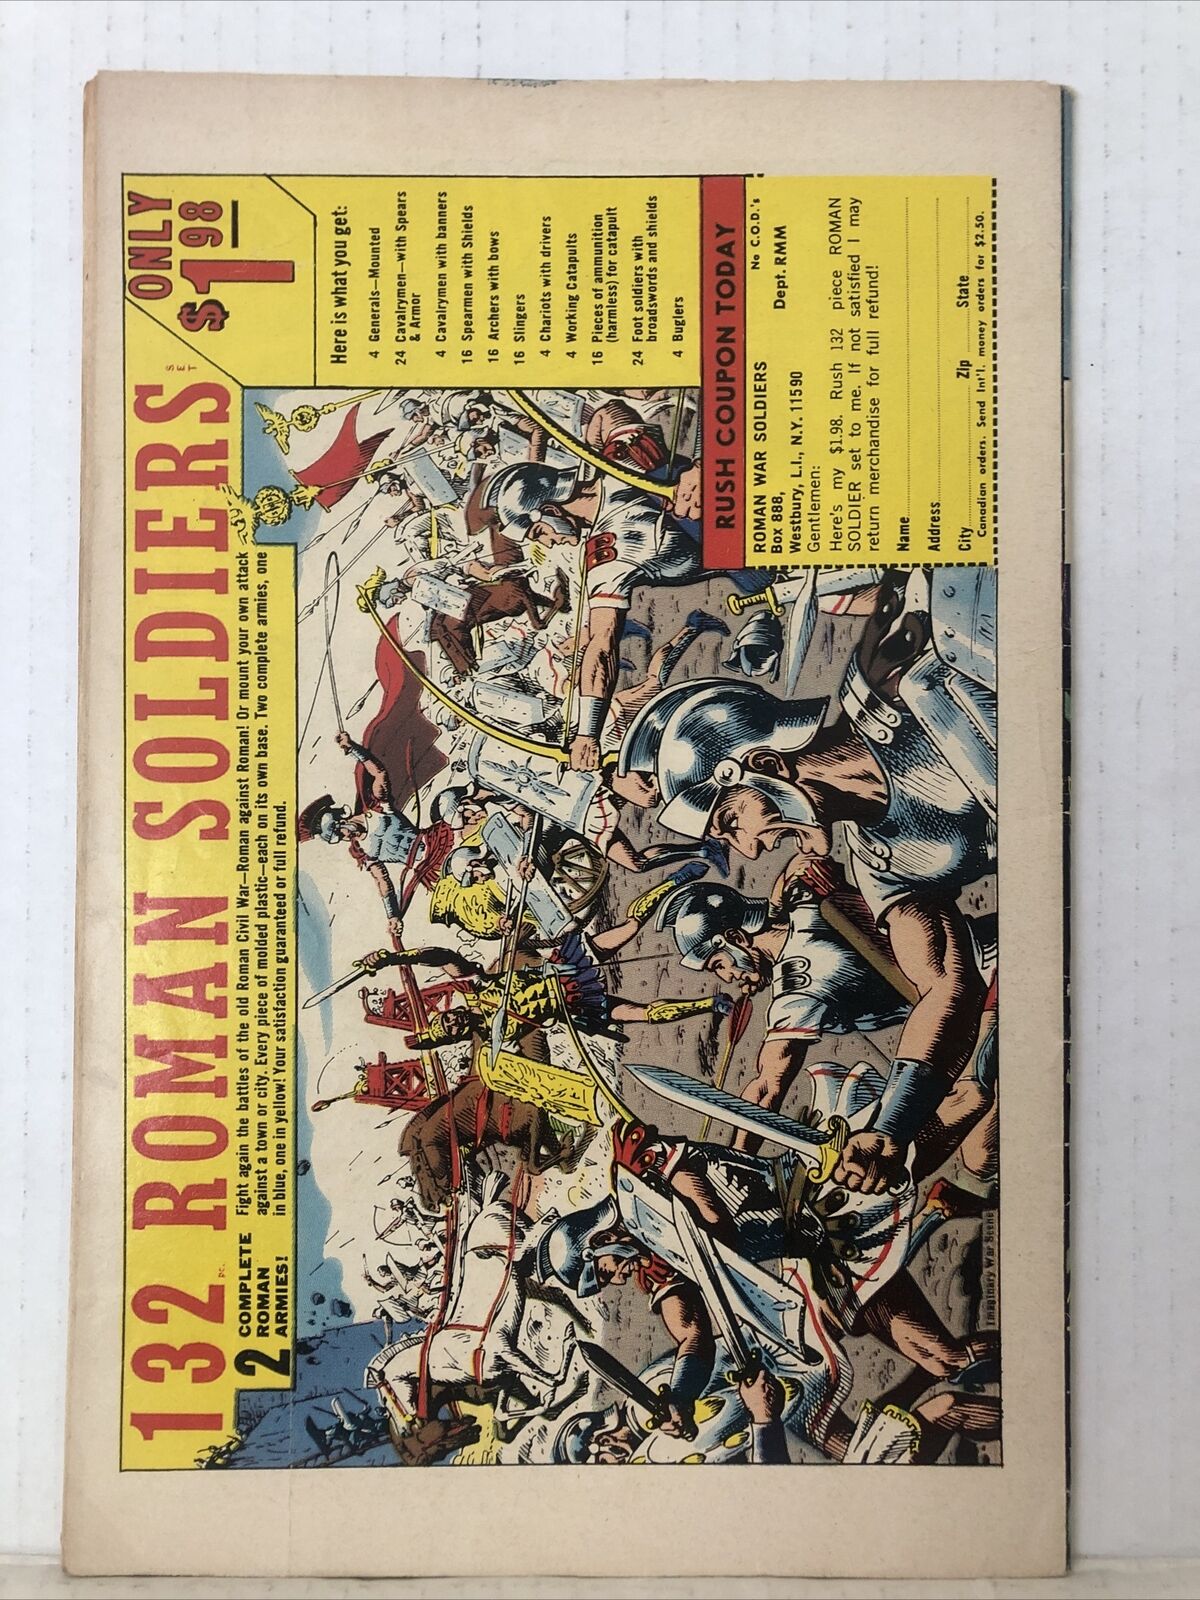 132 PC. ROMAN SOLDIERS SET
ONLY
$1.98
2 COMPLETE
ROMAN
ARMIES!
Fight again the battles of the old Roman Civil War—Roman against Roman! Or mount your own attack
against a town or city. Every piece of molded plastic—each on its own base. Two complete armies, one
in blue, one in yellow! Your satisfaction guaranteed or full refund.
Here is what you get:
4 Generals—Mounted
24 Cavalrymen—with Spears
& Armor
4 Cavalrymen with banners
16 Spearmen with Shields
16 Archers with bows
16 Slingers
4 Chariots with drivers
4 Working Catapults
16 Pieces of ammunition
(harmless) for catapult
24 Foot soldiers with
broadswords and shields
4 Buglers
RUSH COUPON TODAY
ROMAN WAR SOLDIERS No C.O.D.'s
Box 888, Dept. RMM
Westbury, L.I., N.Y. 11590
Gentlemen:
Here's my $1.98. Rush 132 piece ROMAN
SOLDIER set to me. If not satisfied I may
return merchandise for full refund!
Name
Address
City Zip State
Canadian orders. Send Int'l. money orders for $2.50.
Imaginary War Scene